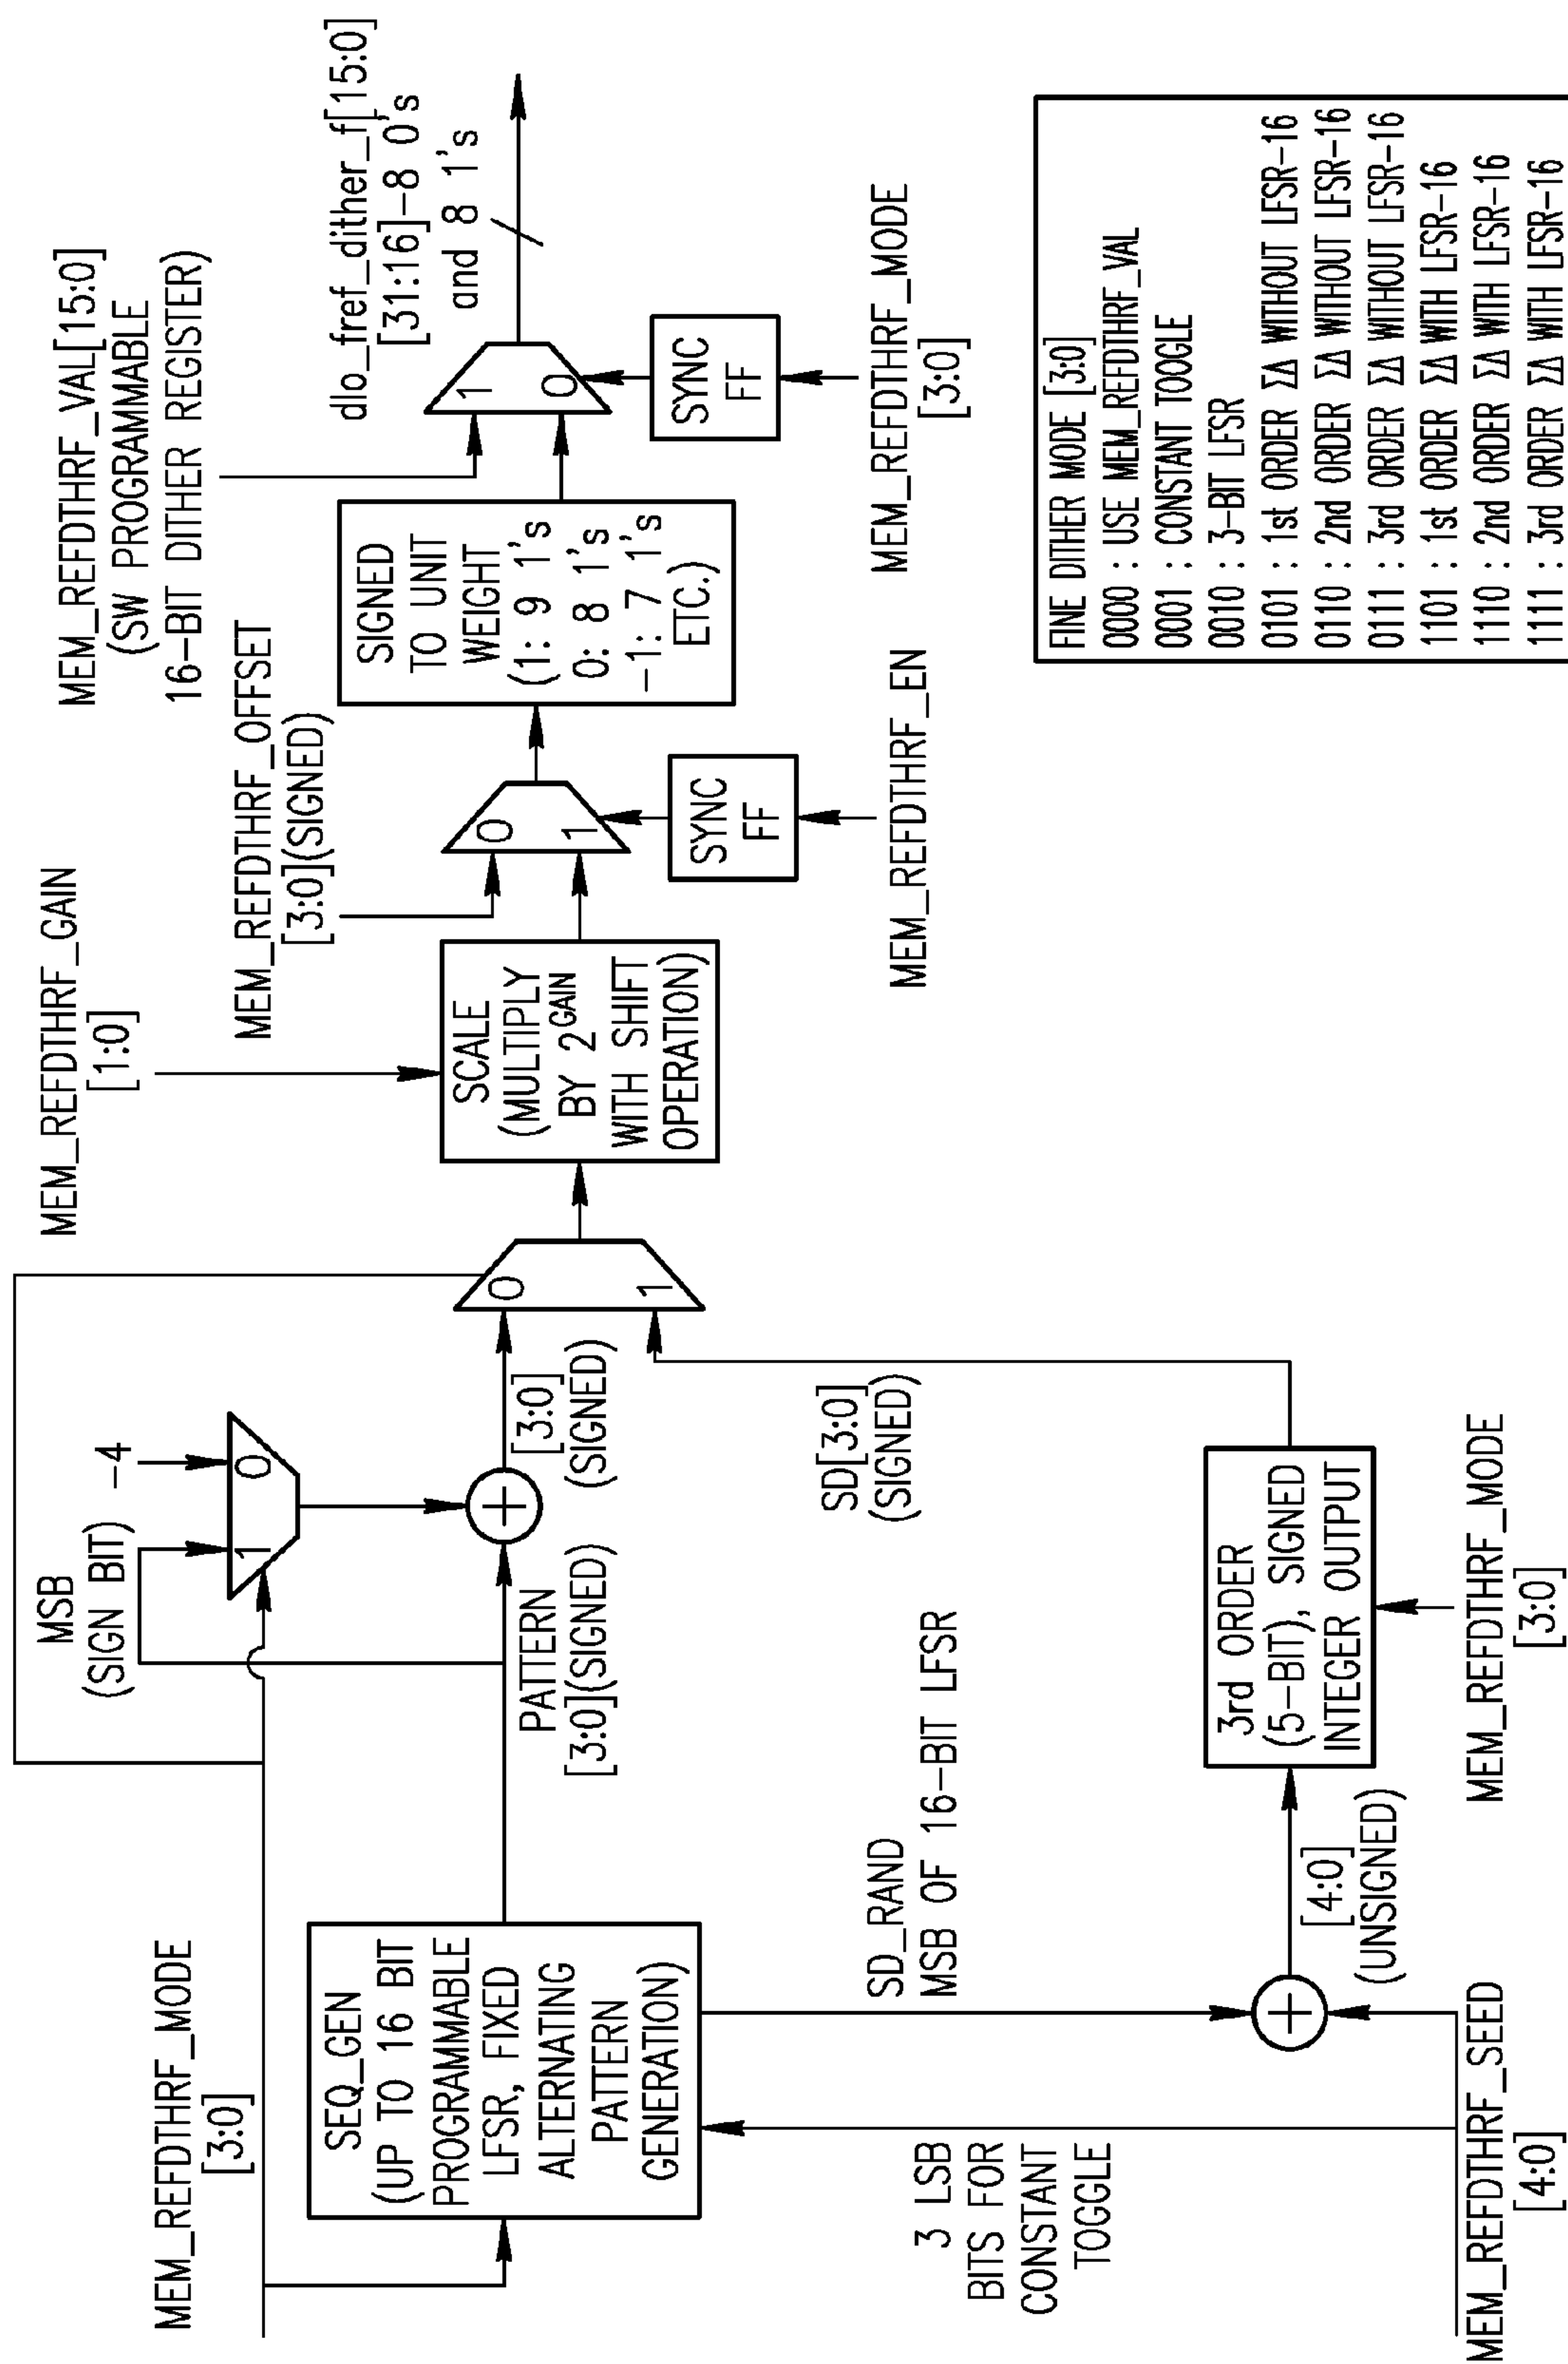 MEM_REFDTHRF_MODE
[3:0]
SEQ_GEN
(UP TO 16 BIT
PROGRAMMABLE
LFSR, FIXED
ALTERNATING
PATTERN
GENERATION)
3 LSB
BITS FOR
CONSTANT
TOGGLE
MEM_REFDTHRF_SEED
[4:0]
SD_RAND
MSB OF 16-BIT LFSR
+
[4:0]
(UNSIGNED)
3rd ORDER
(5-BIT), SIGNED
INTEGER OUTPUT
MEM_REFDTHRF_MODE
[3:0]
MSB
(SIGN BIT)
-4
1
0
PATTERN
[3:0](SIGNED)
+
[3:0]
(SIGNED)
SD[3:0]
(SIGNED)
0
1
MEM_REFDTHRF_GAIN
[1:0]
SCALE
(MULTIPLY
BY 2GAIN
WITH SHIFT
OPERATION)
MEM_REFDTHRF_OFFSET
[3:0](SIGNED)
0
1
SYNC
FF
MEM_REFDTHRF_EN
SIGNED
TO UNIT
WEIGHT
(1: 9 1's
0: 8 1's
-1: 7 1's
ETC.)
MEM_REFDTHRF_VAL[15:0]
(SW PROGRAMMABLE
16-BIT DITHER REGISTER)
1
0
SYNC
FF
MEM_REFDTHRF_MODE
[3:0]
dlo_fref_dither_f[15:0]
[31:16]-8 0's
and 8 1's
FINE DITHER MODE [3:0]
0000 : USE MEM_REFDTHRF_VAL
0001 : CONSTANT TOOGLE
0010 : 3-BIT LFSR
0101 : 1st ORDER ΣΔ WITHOUT LFSR-16
0110 : 2nd ORDER ΣΔ WITHOUT LFSR-16
0111 : 3rd ORDER ΣΔ WITHOUT LFSR-16
1101 : 1st ORDER ΣΔ WITH LFSR-16
1110 : 2nd ORDER ΣΔ WITH LFSR-16
1111 : 3rd ORDER ΣΔ WITH LFSR-16